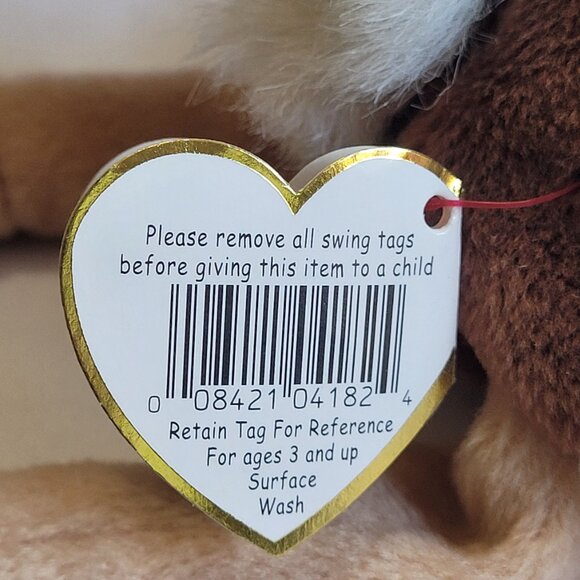 Please remove all swing tags
before giving this item to a child
0 08421 04182 4
Retain Tag For Reference
For ages 3 and up
Surface
Wash